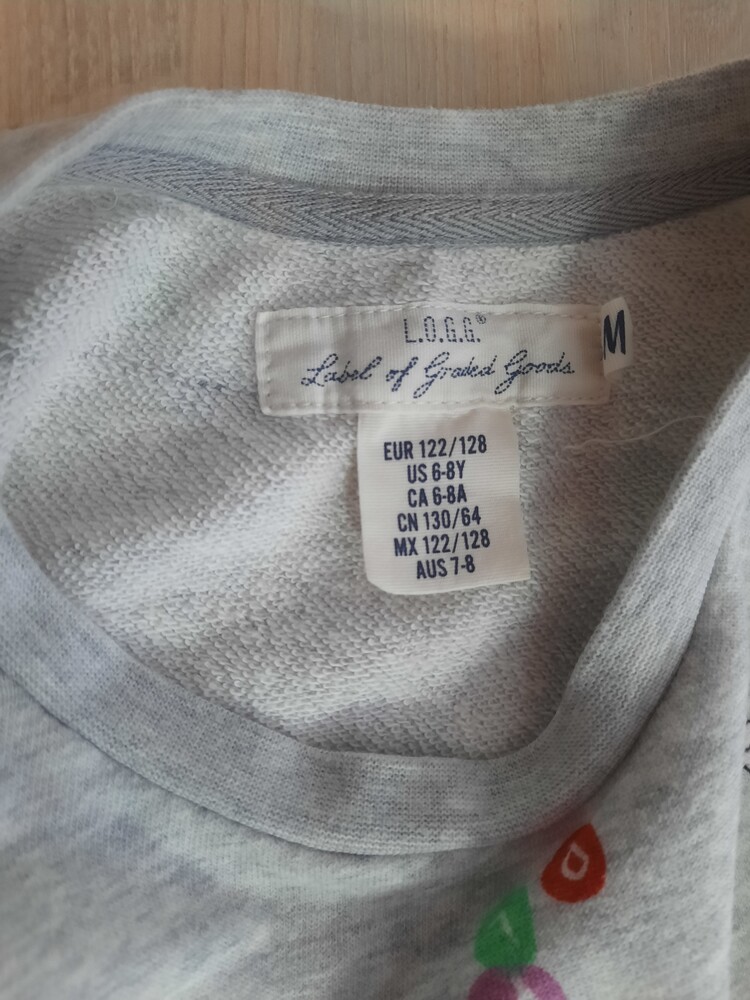 L.O.G.G.®
Label of Graded Goods
M
EUR 122/128
US 6-8Y
CA 6-8A
CN 130/64
MX 122/128
AUS 7-8